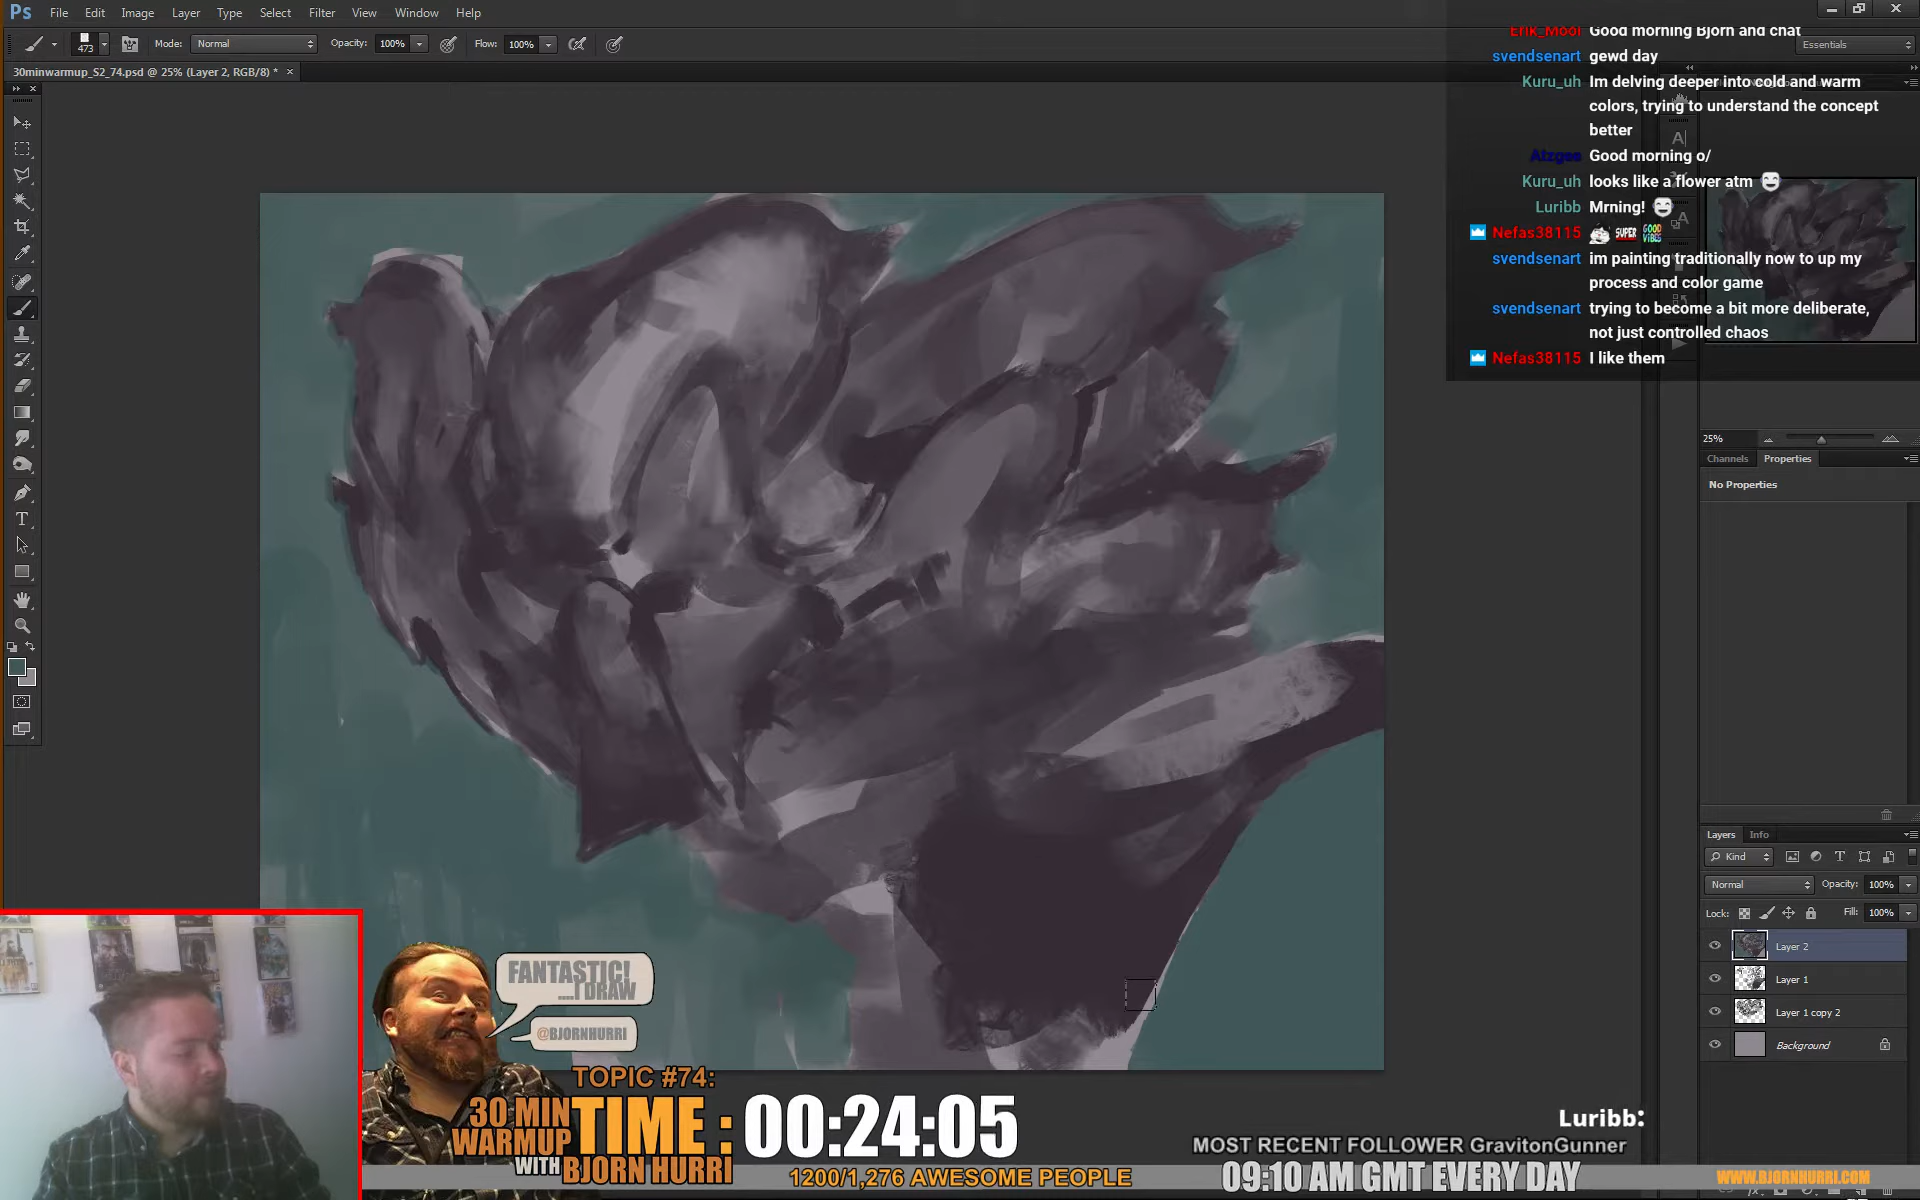 Ps File Edit Image Layer Type Select Filter View Window Help
473 Mode: Normal Opacity: 100% Flow: 100%
Essentials
30minwarmup_S2_74.psd @ 25% (Layer 2, RGB/8) * ×
Erik_Mooi Good morning Bjorn and chat
svendsenart gewd day
Kuru_uh Im delving deeper into cold and warm
colors, trying to understand the concept
better
Atzgee Good morning o/
Kuru_uh looks like a flower atm
Luribb Mrning!
Nefas38115 SUPER GOOD VIBES
svendsenart im painting traditionally now to up my
process and color game
svendsenart trying to become a bit more deliberate,
not just controlled chaos
Nefas38115 I like them
25%
Channels Properties
No Properties
Layers Info
Kind
Normal Opacity: 100%
Lock: Fill: 100%
Layer 2
Layer 1
Layer 1 copy 2
Background
FANTASTIC!
....I DRAW
@BJORNHURRI
TOPIC #74:
30 MIN
WARMUP
WITH BJORN HURRI
TIME : 00:24:05
1200/1,276 AWESOME PEOPLE
Luribb:
MOST RECENT FOLLOWER GravitonGunner
09:10 AM GMT EVERY DAY
WWW.BJORNHURRI.COM